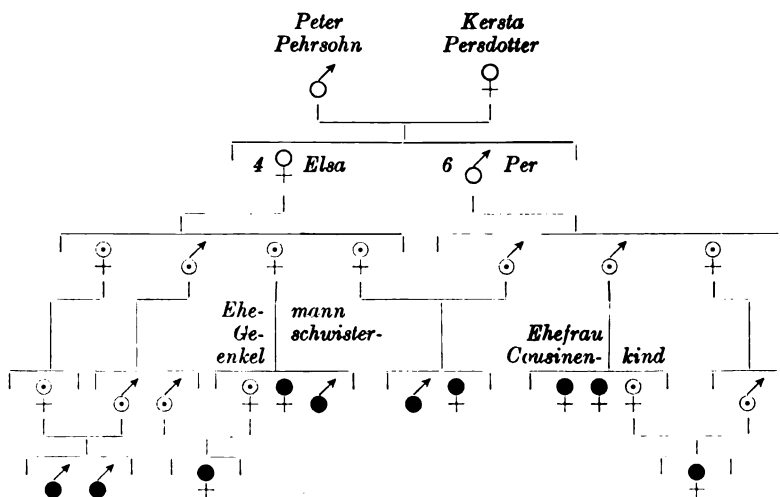 Peter Kersta
Pehrsohn Persdotter
4 Elsa 6 Per
Ehe- mann
Ge- schwister-
enkel
Ehefrau
Cousinen- kind